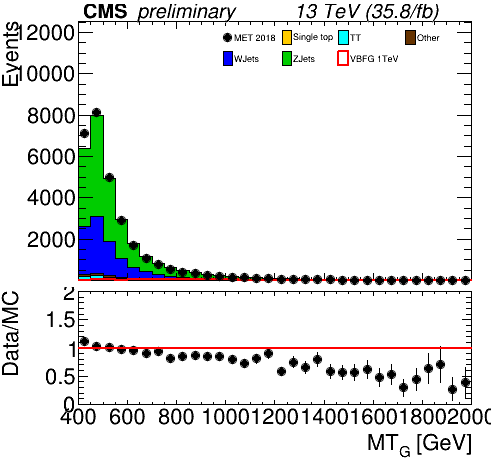 CMS preliminary 13 TeV (35.8/fb)
Events
12000
10000
8000
6000
4000
2000
MET 2018 Single top TT Other
WJets ZJets VBFG 1TeV
Data/MC
2
1.5
1
0.5
0
400 600 800 1000 1200 1400 1600 1800 2000
MT_G [GeV]